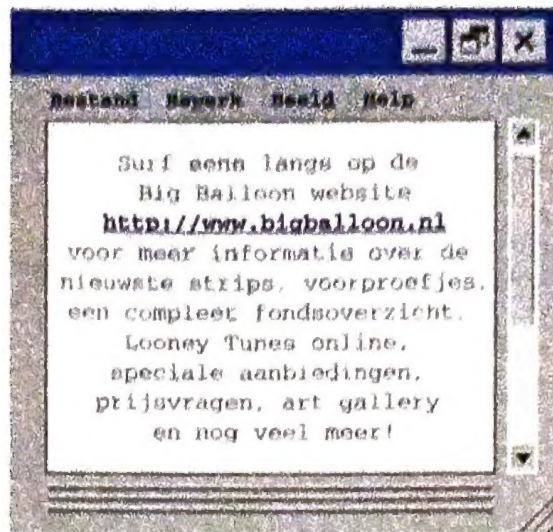 Bestand Bewerk Beeld Help
Surf eens langs op de
Big Balloon website
http://www.bigballoon.nl
voor meer informatie over de
nieuwste strips, voorproefjes,
een compleet fondsoverzicht,
Looney Tunes online,
speciale aanbiedingen,
prijsvragen, art gallery
en nog veel meer!